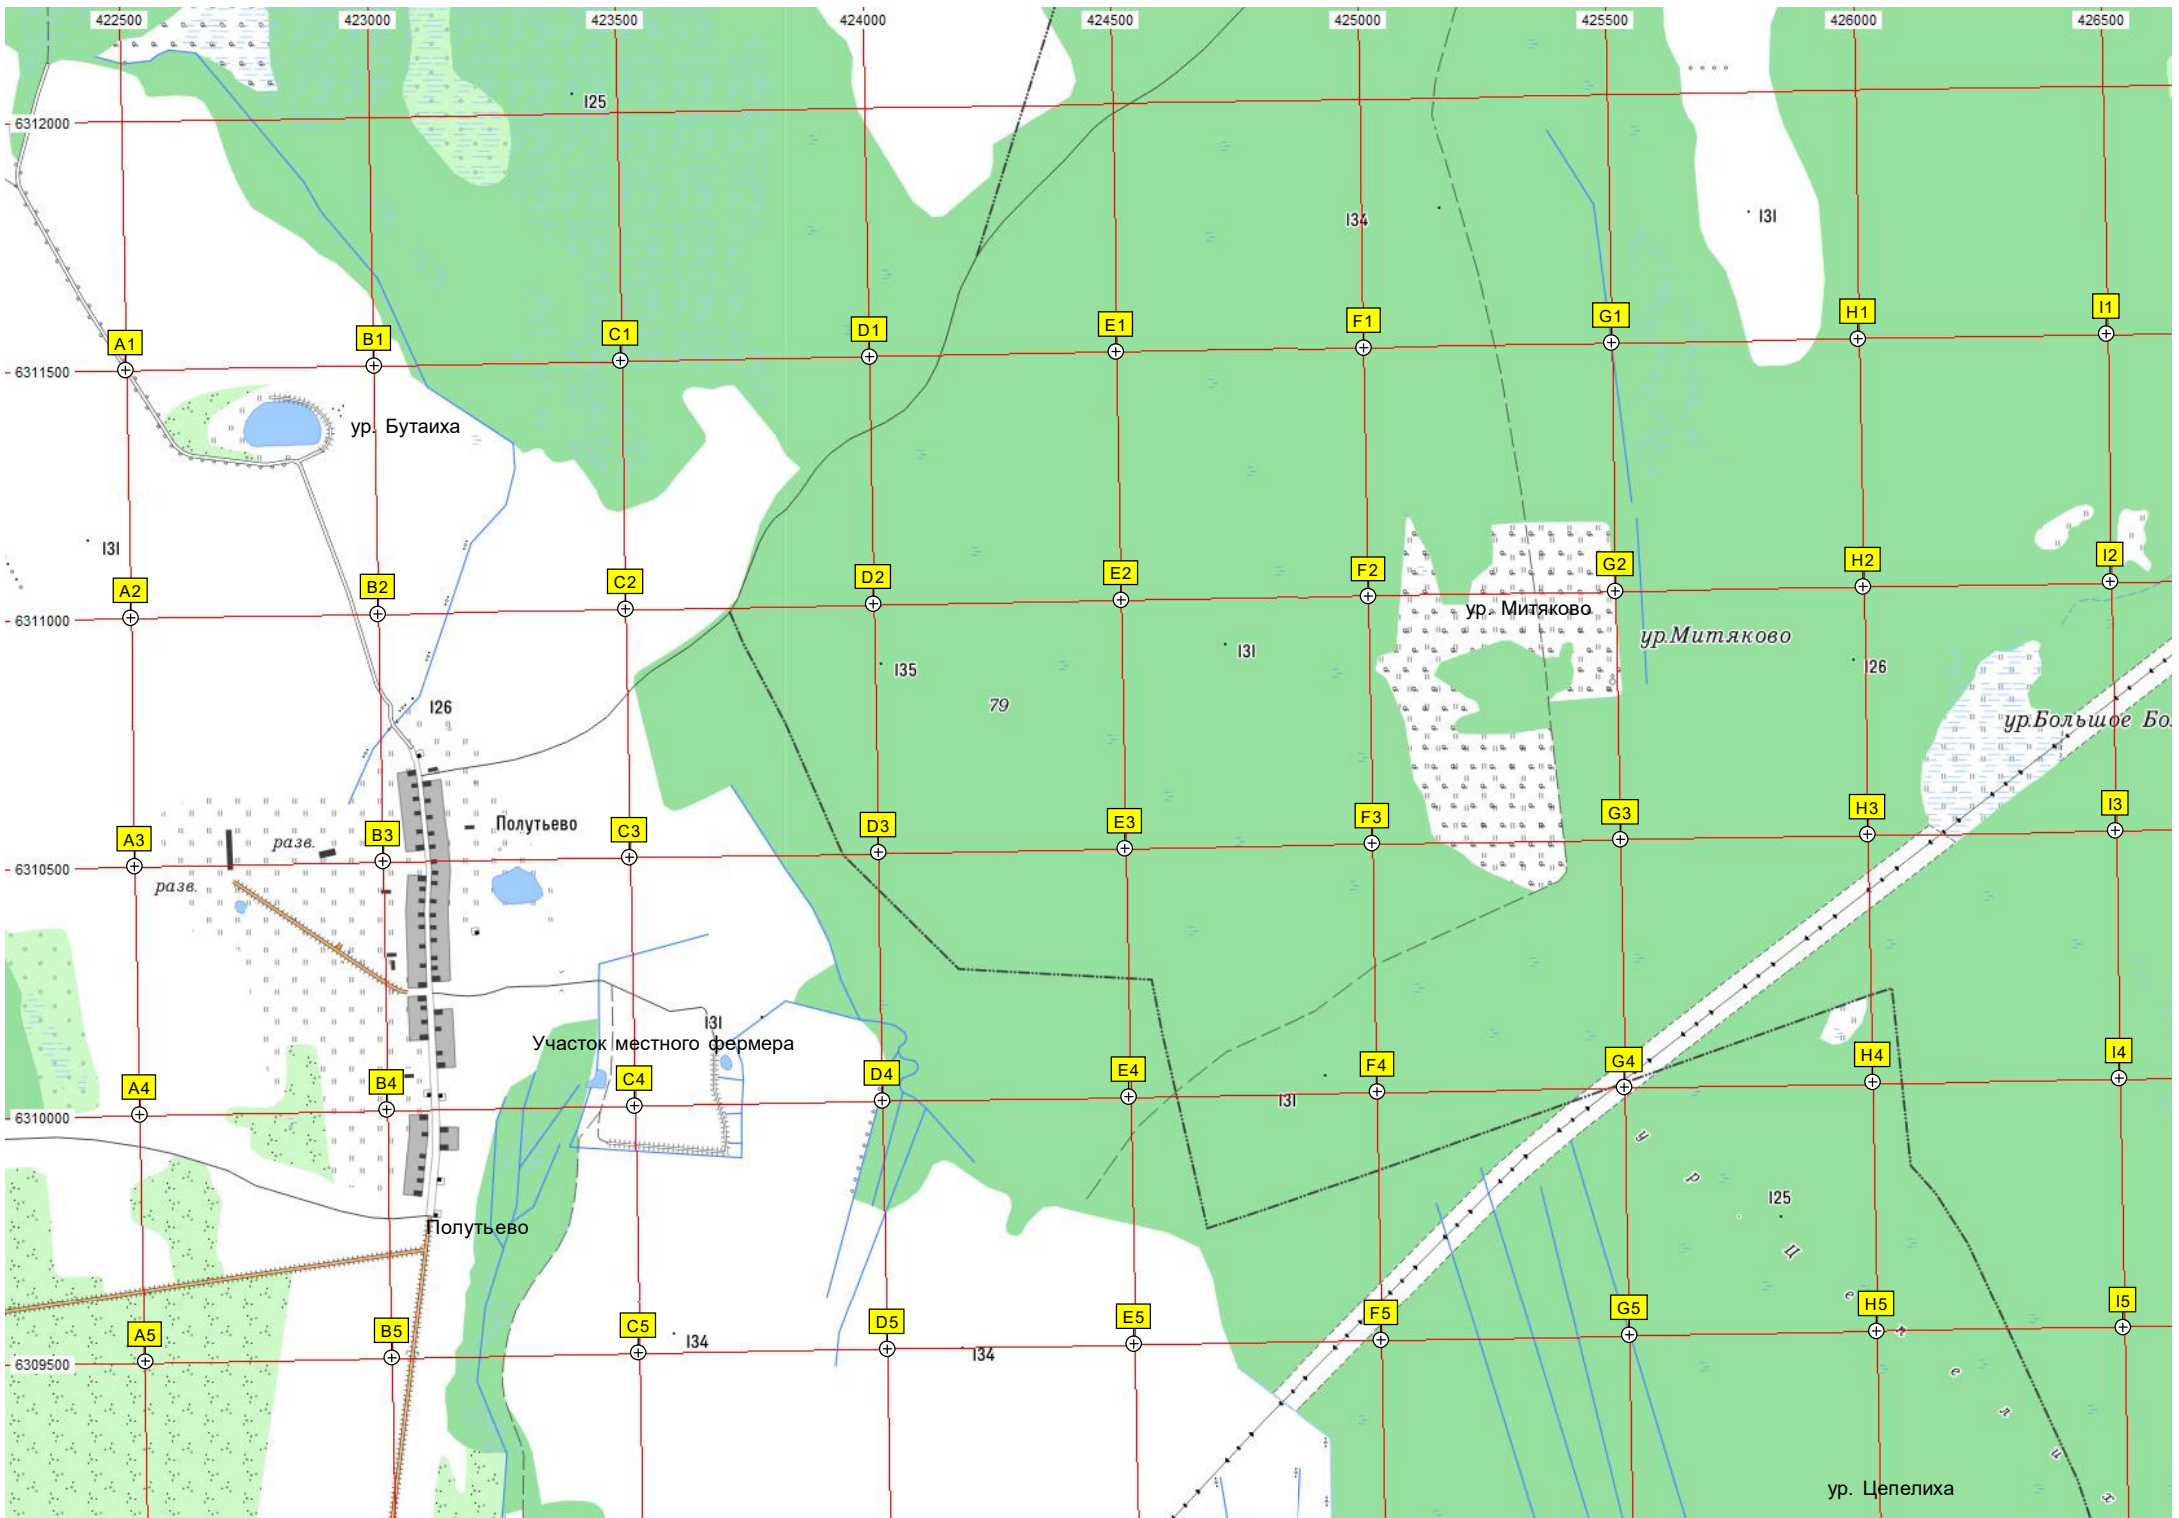 422500 423000 423500 424000 424500 425000 425500 426000 426500
125
6312000
134
131
A1 B1 C1 D1 E1 F1 G1 H1 I1
6311500
ур. Бутаиха
131
A2 B2 C2 D2 E2 F2 G2 H2 I2
6311000
ур. Митяково
ур.Митяково
135
131
126
79
126
ур.Большое
Полутьево
разв.
A3 B3 C3 D3 E3 F3 G3 H3 I3
6310500
разв.
131
Участок местного фермера
A4 B4 C4 D4 E4 F4 G4 H4 I4
6310000
131
ур Цепелих
125
Полутьево
A5 B5 C5 D5 E5 F5 G5 H5 I5
134
134
6309500
ур. Цепелиха